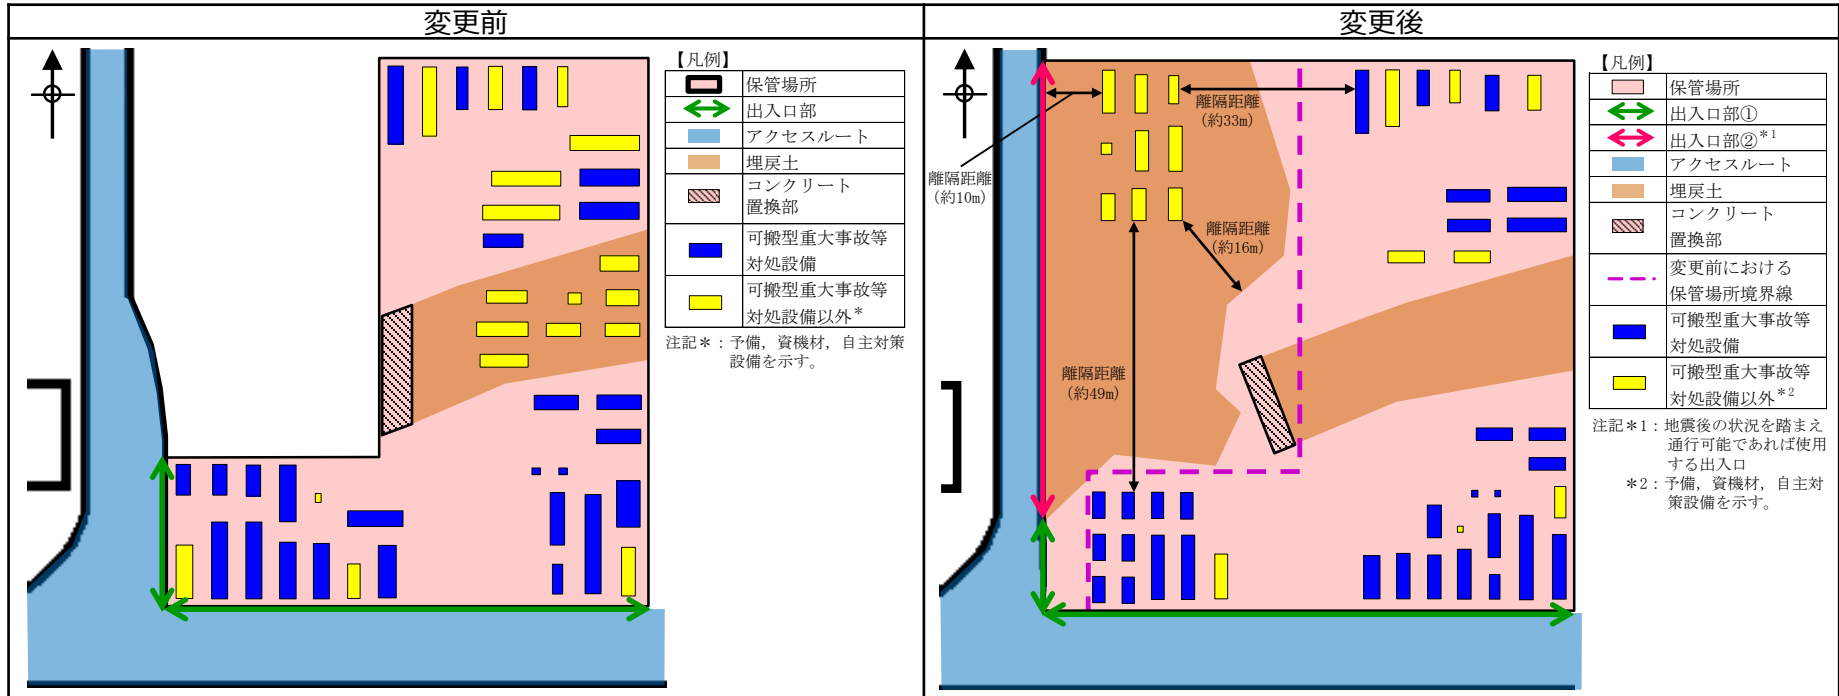 変更前
【凡例】
保管場所
出入口部
アクセスルート
埋戻土
コンクリート
置換部
可搬型重大事故等
対処設備
可搬型重大事故等
対処設備以外*
注記*:予備,資機材,自主対策
設備を示す。
変更後
離隔距離
(約33m)
離隔距離
(約10m)
離隔距離
(約16m)
離隔距離
(約49m)
【凡例】
保管場所
出入口部①
出入口部②*1
アクセスルート
埋戻土
コンクリート
置換部
変更前における
保管場所境界線
可搬型重大事故等
対処設備
可搬型重大事故等
対処設備以外*2
注記*1:地震後の状況を踏まえ
通行可能であれば使用
する出入口
*2:予備,資機材,自主対
策設備を示す。